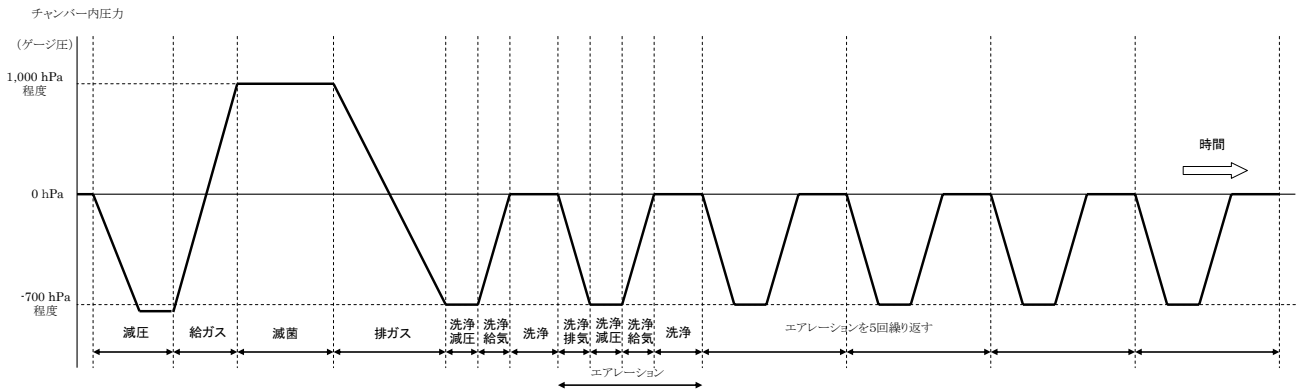 チャンバー内圧力
(ゲージ圧)
1,000 hPa
程度
時間
0 hPa
-700 hPa
程度
減圧
給ガス
滅菌
排ガス
洗浄
減圧
洗浄
給気
洗浄
洗浄
排気
洗浄
減圧
洗浄
給気
洗浄
エアレーションを5回繰り返す
エアレーション